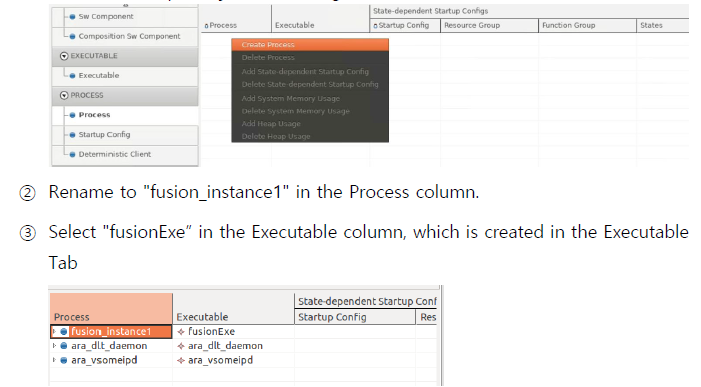 State-dependent Startup Configs
Sw Component
Process Executable Startup Config Resource Group Function Group States
Composition Sw Component
Create Process
EXECUTABLE
Delete Process
Executable
Add State-dependent Startup Config
Delete State-dependent Startup Config
PROCESS
Add System Memory Usage
Delete System Memory Usage
Process
Add Heap Usage
Startup Config
Delete Heap Usage
Deterministic Client
② Rename to "fusion_instance1" in the Process column.
③ Select "fusionExe” in the Executable column, which is created in the Executable
Tab
State-dependent Startup Conf
Process Executable Startup Config Res
fusion_instance1 fusionExe
ara_dlt_daemon ara_dlt_daemon
ara_vsomeipd ara_vsomeipd